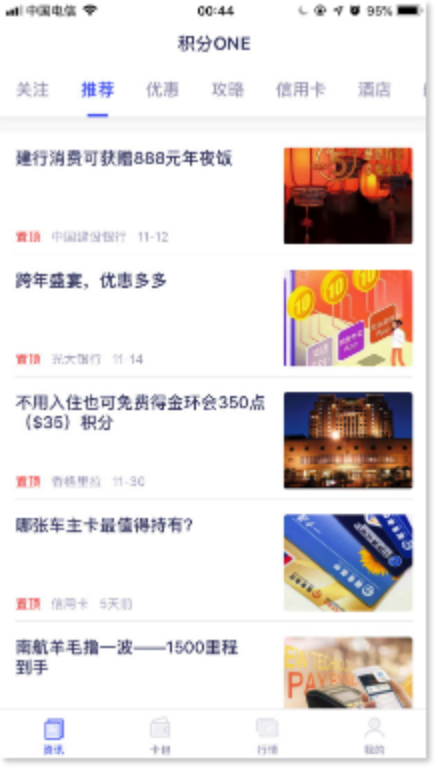 中国电信 00:44 95%
积分ONE
关注 推荐 优惠 攻略 信用卡 酒店
建行消费可获赠888元年夜饭
置顶 中国建设银行 11-12
跨年盛宴，优惠多多
置顶 光大银行 11-14
不用入住也可免费得金环会350点
（$35）积分
置顶 香格里拉 11-30
哪张车主卡最值得持有?
置顶 信用卡 5天前
南航羊毛撸一波——1500里程
到手
资讯 行情 我的